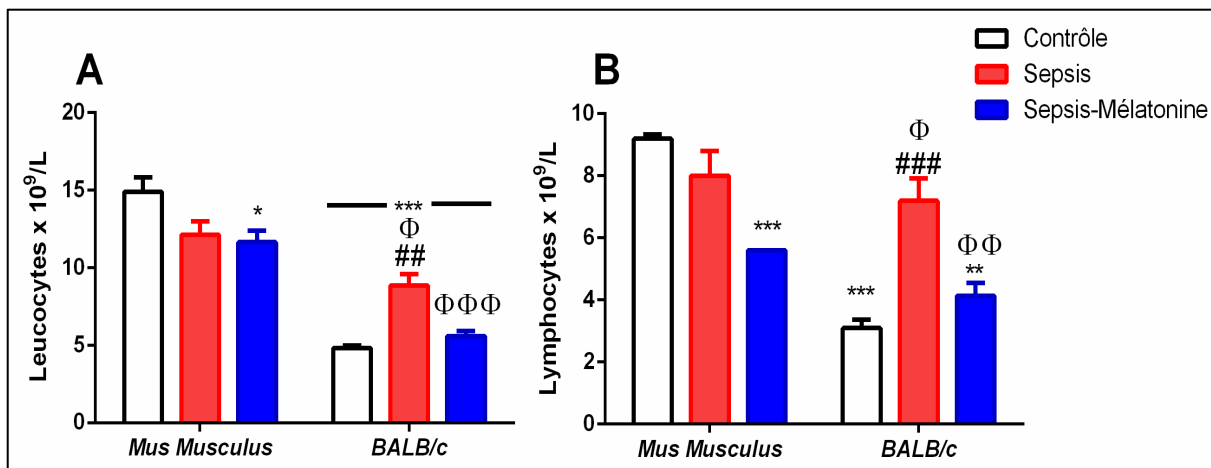 Contrôle
Sepsis
Sepsis-Mélatonine
A
Leucocytes x 10⁹/L
20
15
10
5
0
*
***
Φ
##
ΦΦΦ
Mus Musculus
BALB/c
B
Lymphocytes x 10⁹/L
10
8
6
4
2
0
***
***
Φ
###
ΦΦ
**
Mus Musculus
BALB/c